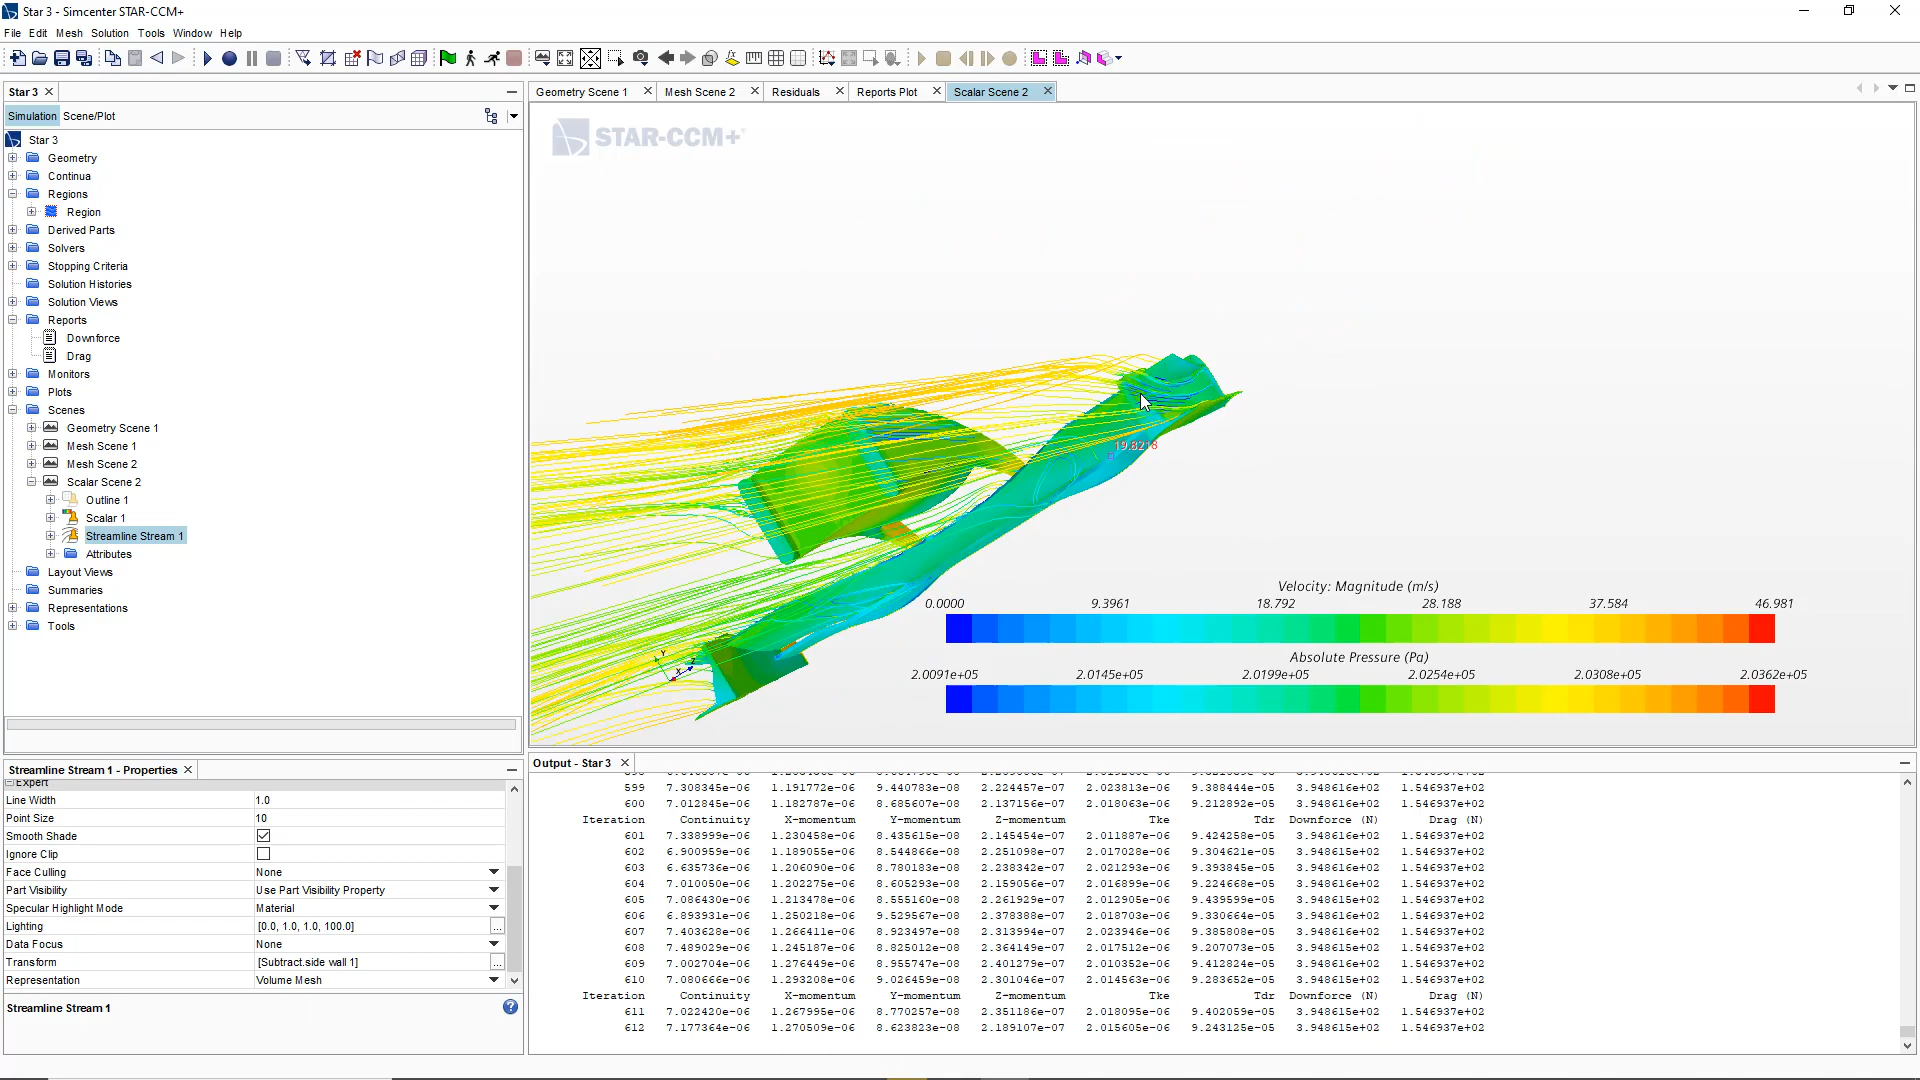 Star 3 - Simcenter STAR-CCM+
File Edit Mesh Solution Tools Window Help
Star 3
Geometry Scene 1 Mesh Scene 2 Residuals Reports Plot Scalar Scene 2
Simulation Scene/Plot
Star 3
Geometry
Continua
Regions
Region
Derived Parts
Solvers
Stopping Criteria
Solution Histories
Solution Views
Reports
Downforce
Drag
Monitors
Plots
Scenes
Geometry Scene 1
Mesh Scene 1
Mesh Scene 2
Scalar Scene 2
Outline 1
Scalar 1
Streamline Stream 1
Attributes
Layout Views
Summaries
Representations
Tools
STAR-CCM+
19.8218
Y
Z
X
Velocity: Magnitude (m/s)
0.0000 9.3961 18.792 28.188 37.584 46.981
Absolute Pressure (Pa)
2.0091e+05 2.0145e+05 2.0199e+05 2.0254e+05 2.0308e+05 2.0362e+05
Streamline Stream 1 - Properties
Expert
Line Width 1.0
Point Size 10
Smooth Shade
Ignore Clip
Face Culling None
Part Visibility Use Part Visibility Property
Specular Highlight Mode Material
Lighting [0.0, 1.0, 1.0, 100.0] ...
Data Focus None
Transform [Subtract.side wall 1] ...
Representation Volume Mesh
Streamline Stream 1
Output - Star 3
599 7.308345e-06 1.191772e-06 9.440783e-08 2.224457e-07 2.023813e-06 9.388444e-05 3.948616e+02 1.546937e+02
600 7.012845e-06 1.182787e-06 8.685607e-08 2.137156e-07 2.018063e-06 9.212892e-05 3.948616e+02 1.546937e+02
Iteration Continuity X-momentum Y-momentum Z-momentum Tke Tdr Downforce (N) Drag (N)
601 7.338999e-06 1.230458e-06 8.435615e-08 2.145454e-07 2.011887e-06 9.424258e-05 3.948616e+02 1.546937e+02
602 6.900959e-06 1.189055e-06 8.544866e-08 2.251098e-07 2.017028e-06 9.304621e-05 3.948616e+02 1.546937e+02
603 6.635736e-06 1.206090e-06 8.780183e-08 2.238342e-07 2.021293e-06 9.393845e-05 3.948616e+02 1.546937e+02
604 7.010050e-06 1.202275e-06 8.605293e-08 2.159056e-07 2.016899e-06 9.224668e-05 3.948616e+02 1.546937e+02
605 7.086430e-06 1.213478e-06 8.555160e-08 2.261929e-07 2.012905e-06 9.439599e-05 3.948615e+02 1.546937e+02
606 6.893931e-06 1.250218e-06 9.529567e-08 2.378388e-07 2.018703e-06 9.330664e-05 3.948615e+02 1.546937e+02
607 7.403628e-06 1.266411e-06 8.923497e-08 2.313994e-07 2.023946e-06 9.385808e-05 3.948615e+02 1.546937e+02
608 7.489029e-06 1.245187e-06 8.825012e-08 2.364149e-07 2.017512e-06 9.207073e-05 3.948615e+02 1.546937e+02
609 7.002704e-06 1.276449e-06 8.955747e-08 2.401279e-07 2.010352e-06 9.412824e-05 3.948615e+02 1.546937e+02
610 7.080666e-06 1.293208e-06 9.026459e-08 2.301046e-07 2.014563e-06 9.283652e-05 3.948615e+02 1.546937e+02
Iteration Continuity X-momentum Y-momentum Z-momentum Tke Tdr Downforce (N) Drag (N)
611 7.022420e-06 1.267995e-06 8.770257e-08 2.351186e-07 2.018095e-06 9.402059e-05 3.948615e+02 1.546937e+02
612 7.177364e-06 1.270509e-06 8.623823e-08 2.189107e-07 2.015605e-06 9.243125e-05 3.948615e+02 1.546937e+02